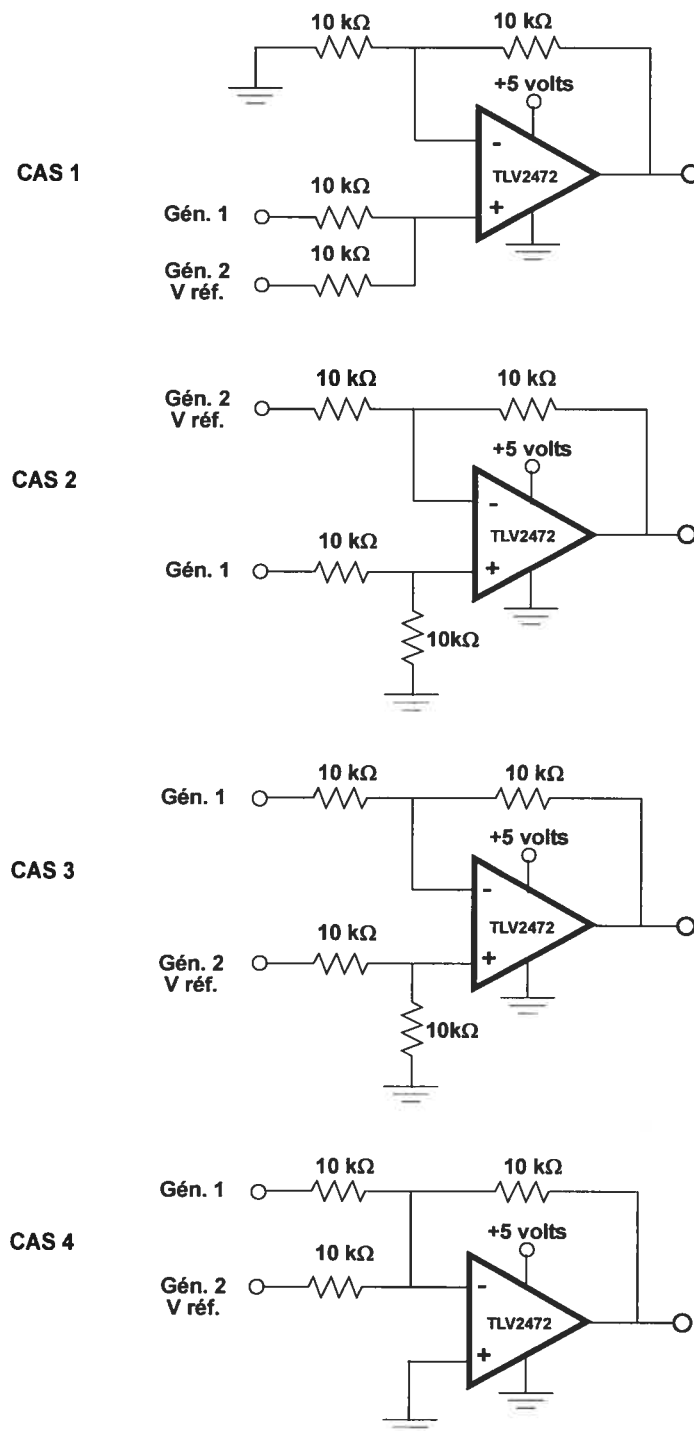 10 kΩ
10 kΩ
+5 volts
CAS 1
-
TLV2472
10 kΩ
Gén. 1
+
10 kΩ
Gén. 2
V réf.
10 kΩ
10 kΩ
Gén. 2
V réf.
+5 volts
CAS 2
-
TLV2472
10 kΩ
Gén. 1
+
10kΩ
10 kΩ
10 kΩ
Gén. 1
+5 volts
CAS 3
-
TLV2472
10 kΩ
Gén. 2
V réf.
+
10kΩ
10 kΩ
10 kΩ
Gén. 1
+5 volts
CAS 4
10 kΩ
Gén. 2
V réf.
-
TLV2472
+